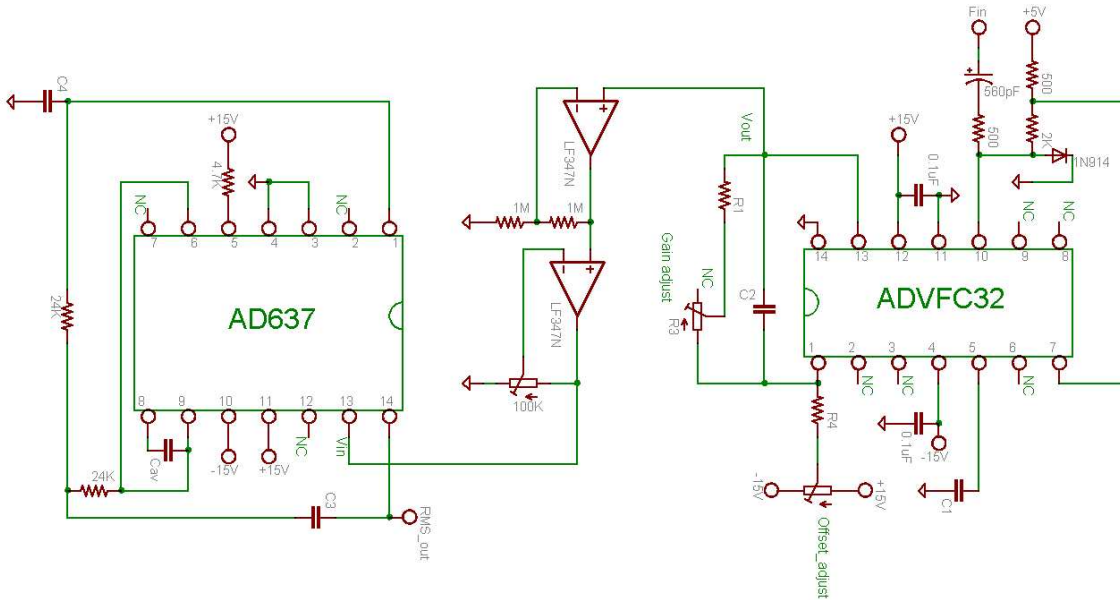 Fin
+5V
C4
560pF
500
500
2K
1N914
+15V
4.7K
NC
NC
7
6
5
4
3
2
1
LF347N
1M
1M
Vout
R1
+15V
0.1uF
NC
NC
14
13
12
11
10
9
8
Gain adjust
NC
R3
C2
24K
AD637
LF347N
ADVFC32
1
2
3
4
5
6
7
NC
NC
NC
100K
R4
8
9
10
11
12
13
14
Cav
-15V
+15V
NC
Vin
0.1uF
-15V
24K
C3
RMS_out
-15V
+15V
C1
Offset_adjust